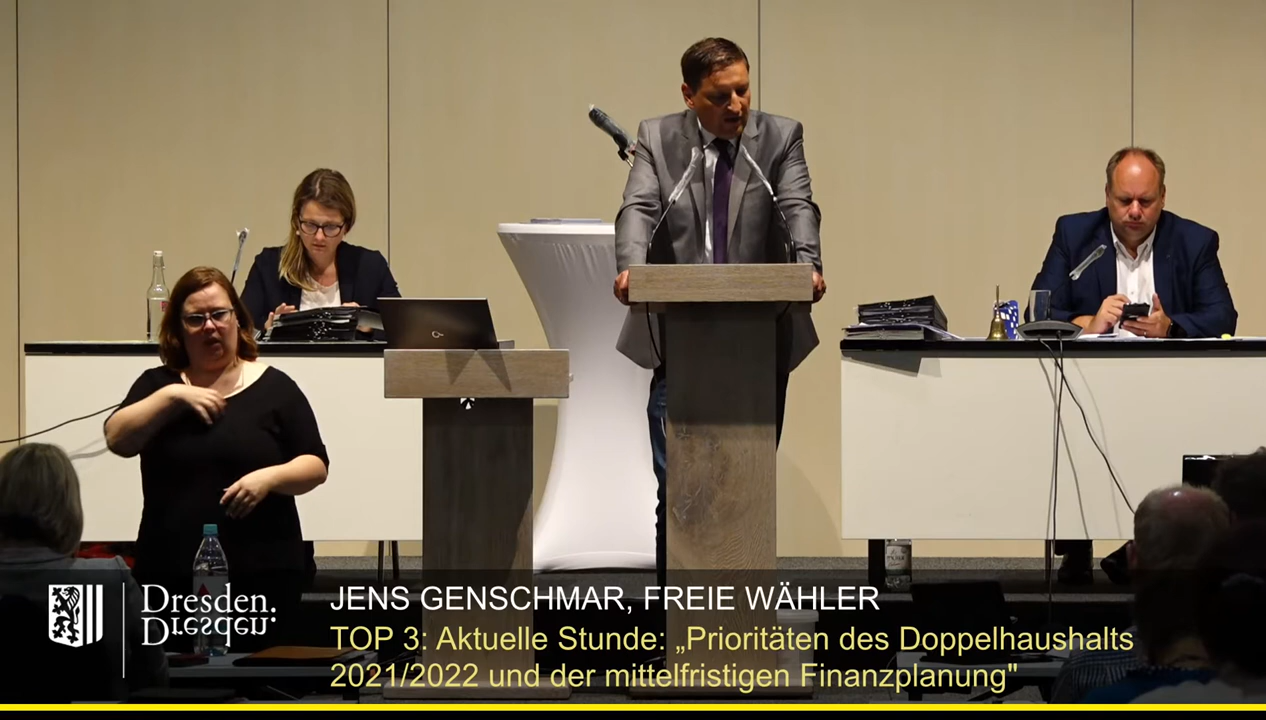 Dresden.
Dresden.
JENS GENSCHMAR, FREIE WÄHLER
TOP 3: Aktuelle Stunde: „Prioritäten des Doppelhaushalts
2021/2022 und der mittelfristigen Finanzplanung"